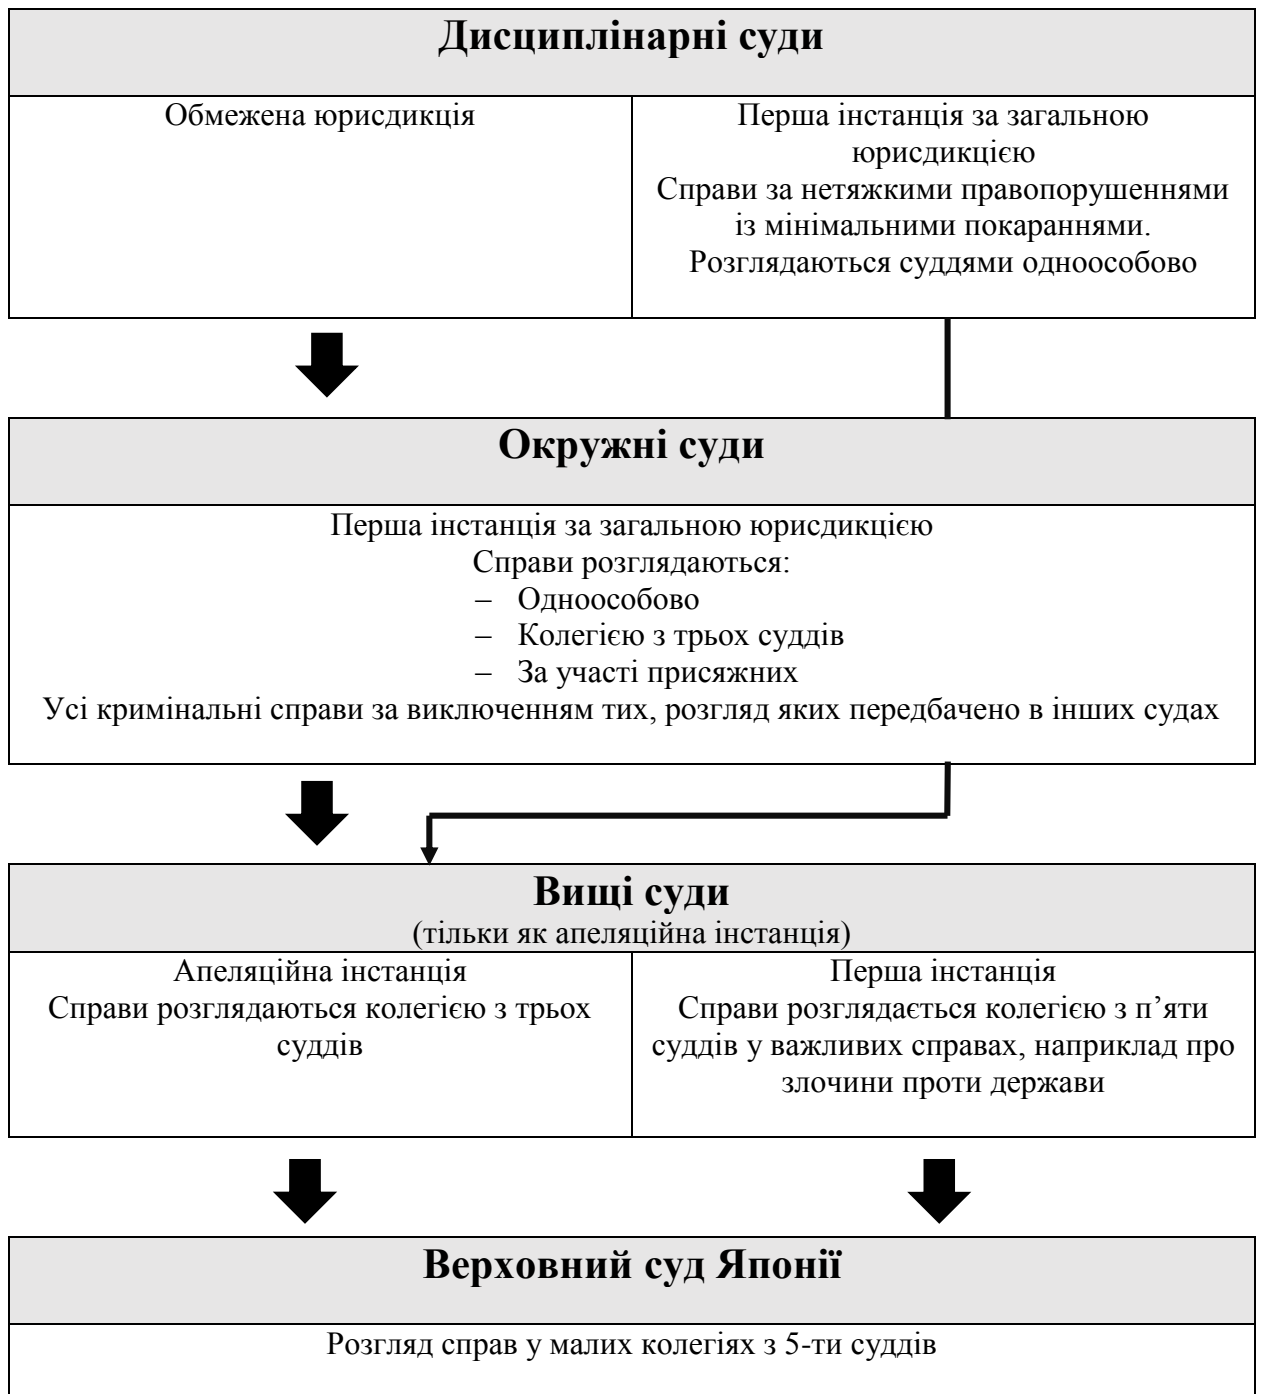 Дисциплінарні суди
Обмежена юрисдикція
Перша інстанція за загальною
юрисдикцією
Справи за нетяжкими правопорушеннями
із мінімальними покараннями.
Розглядаються суддями одноособово
Окружні суди
Перша інстанція за загальною юрисдикцією
Справи розглядаються:
– Одноособово
– Колегією з трьох суддів
– За участі присяжних
Усі кримінальні справи за виключенням тих, розгляд яких передбачено в інших судах
Вищі суди
(тільки як апеляційна інстанція)
Апеляційна інстанція
Справи розглядаються колегією з трьох
суддів
Перша інстанція
Справи розглядається колегією з п’яти
суддів у важливих справах, наприклад про
злочини проти держави
Верховний суд Японії
Розгляд справ у малих колегіях з 5-ти суддів